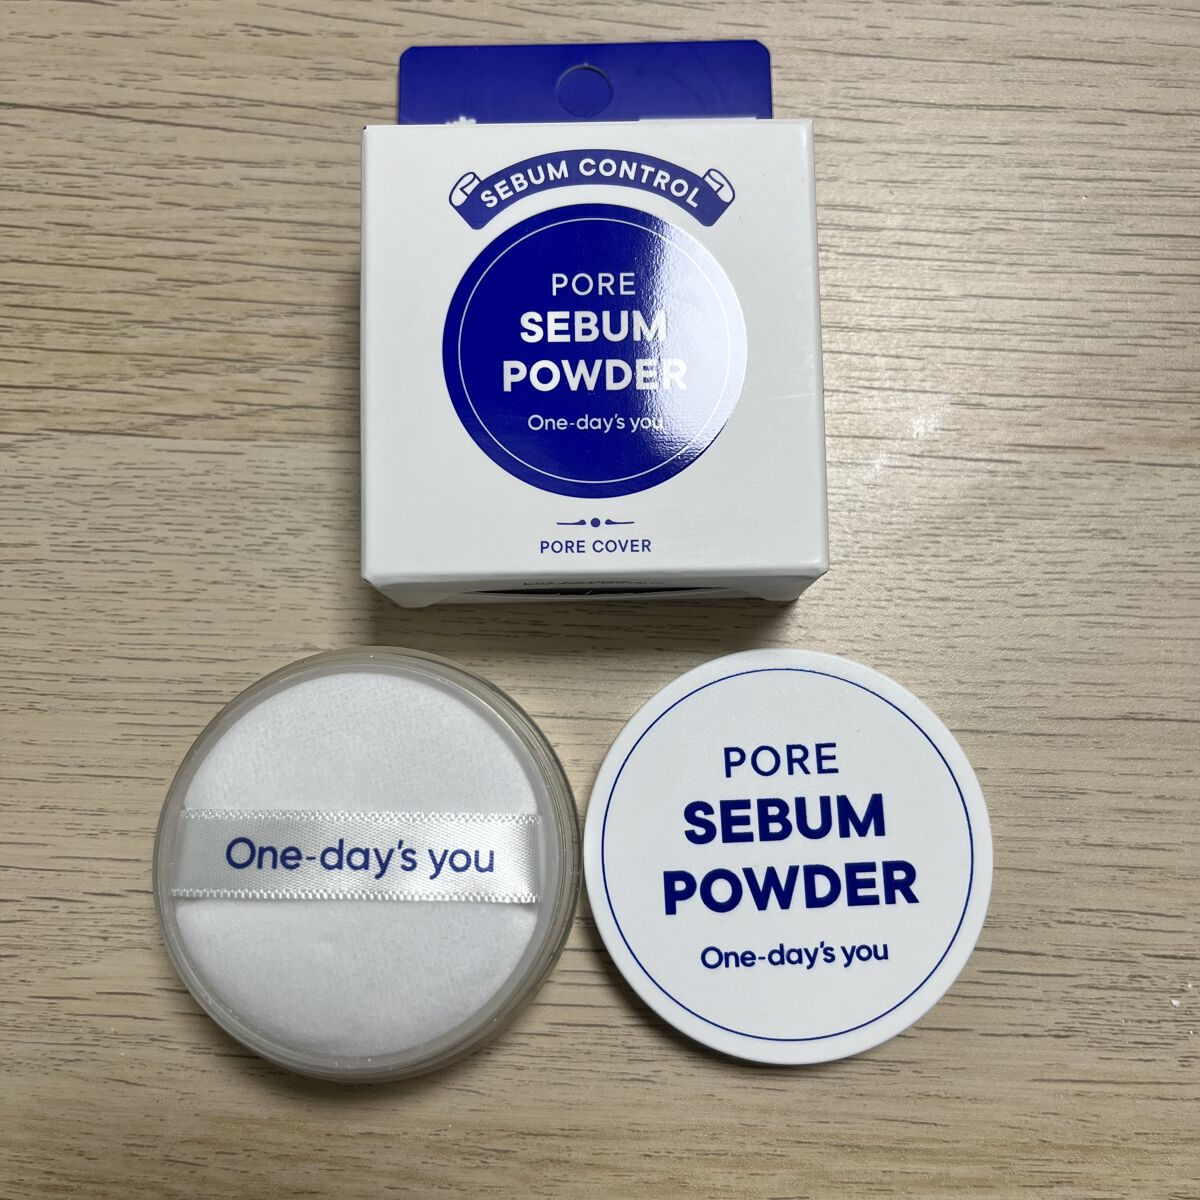 SEBUM CONTROL
PORE
SEBUM
POWDER
One-day's you
PORE COVER
One-day's you
PORE
SEBUM
POWDER
One-day's you